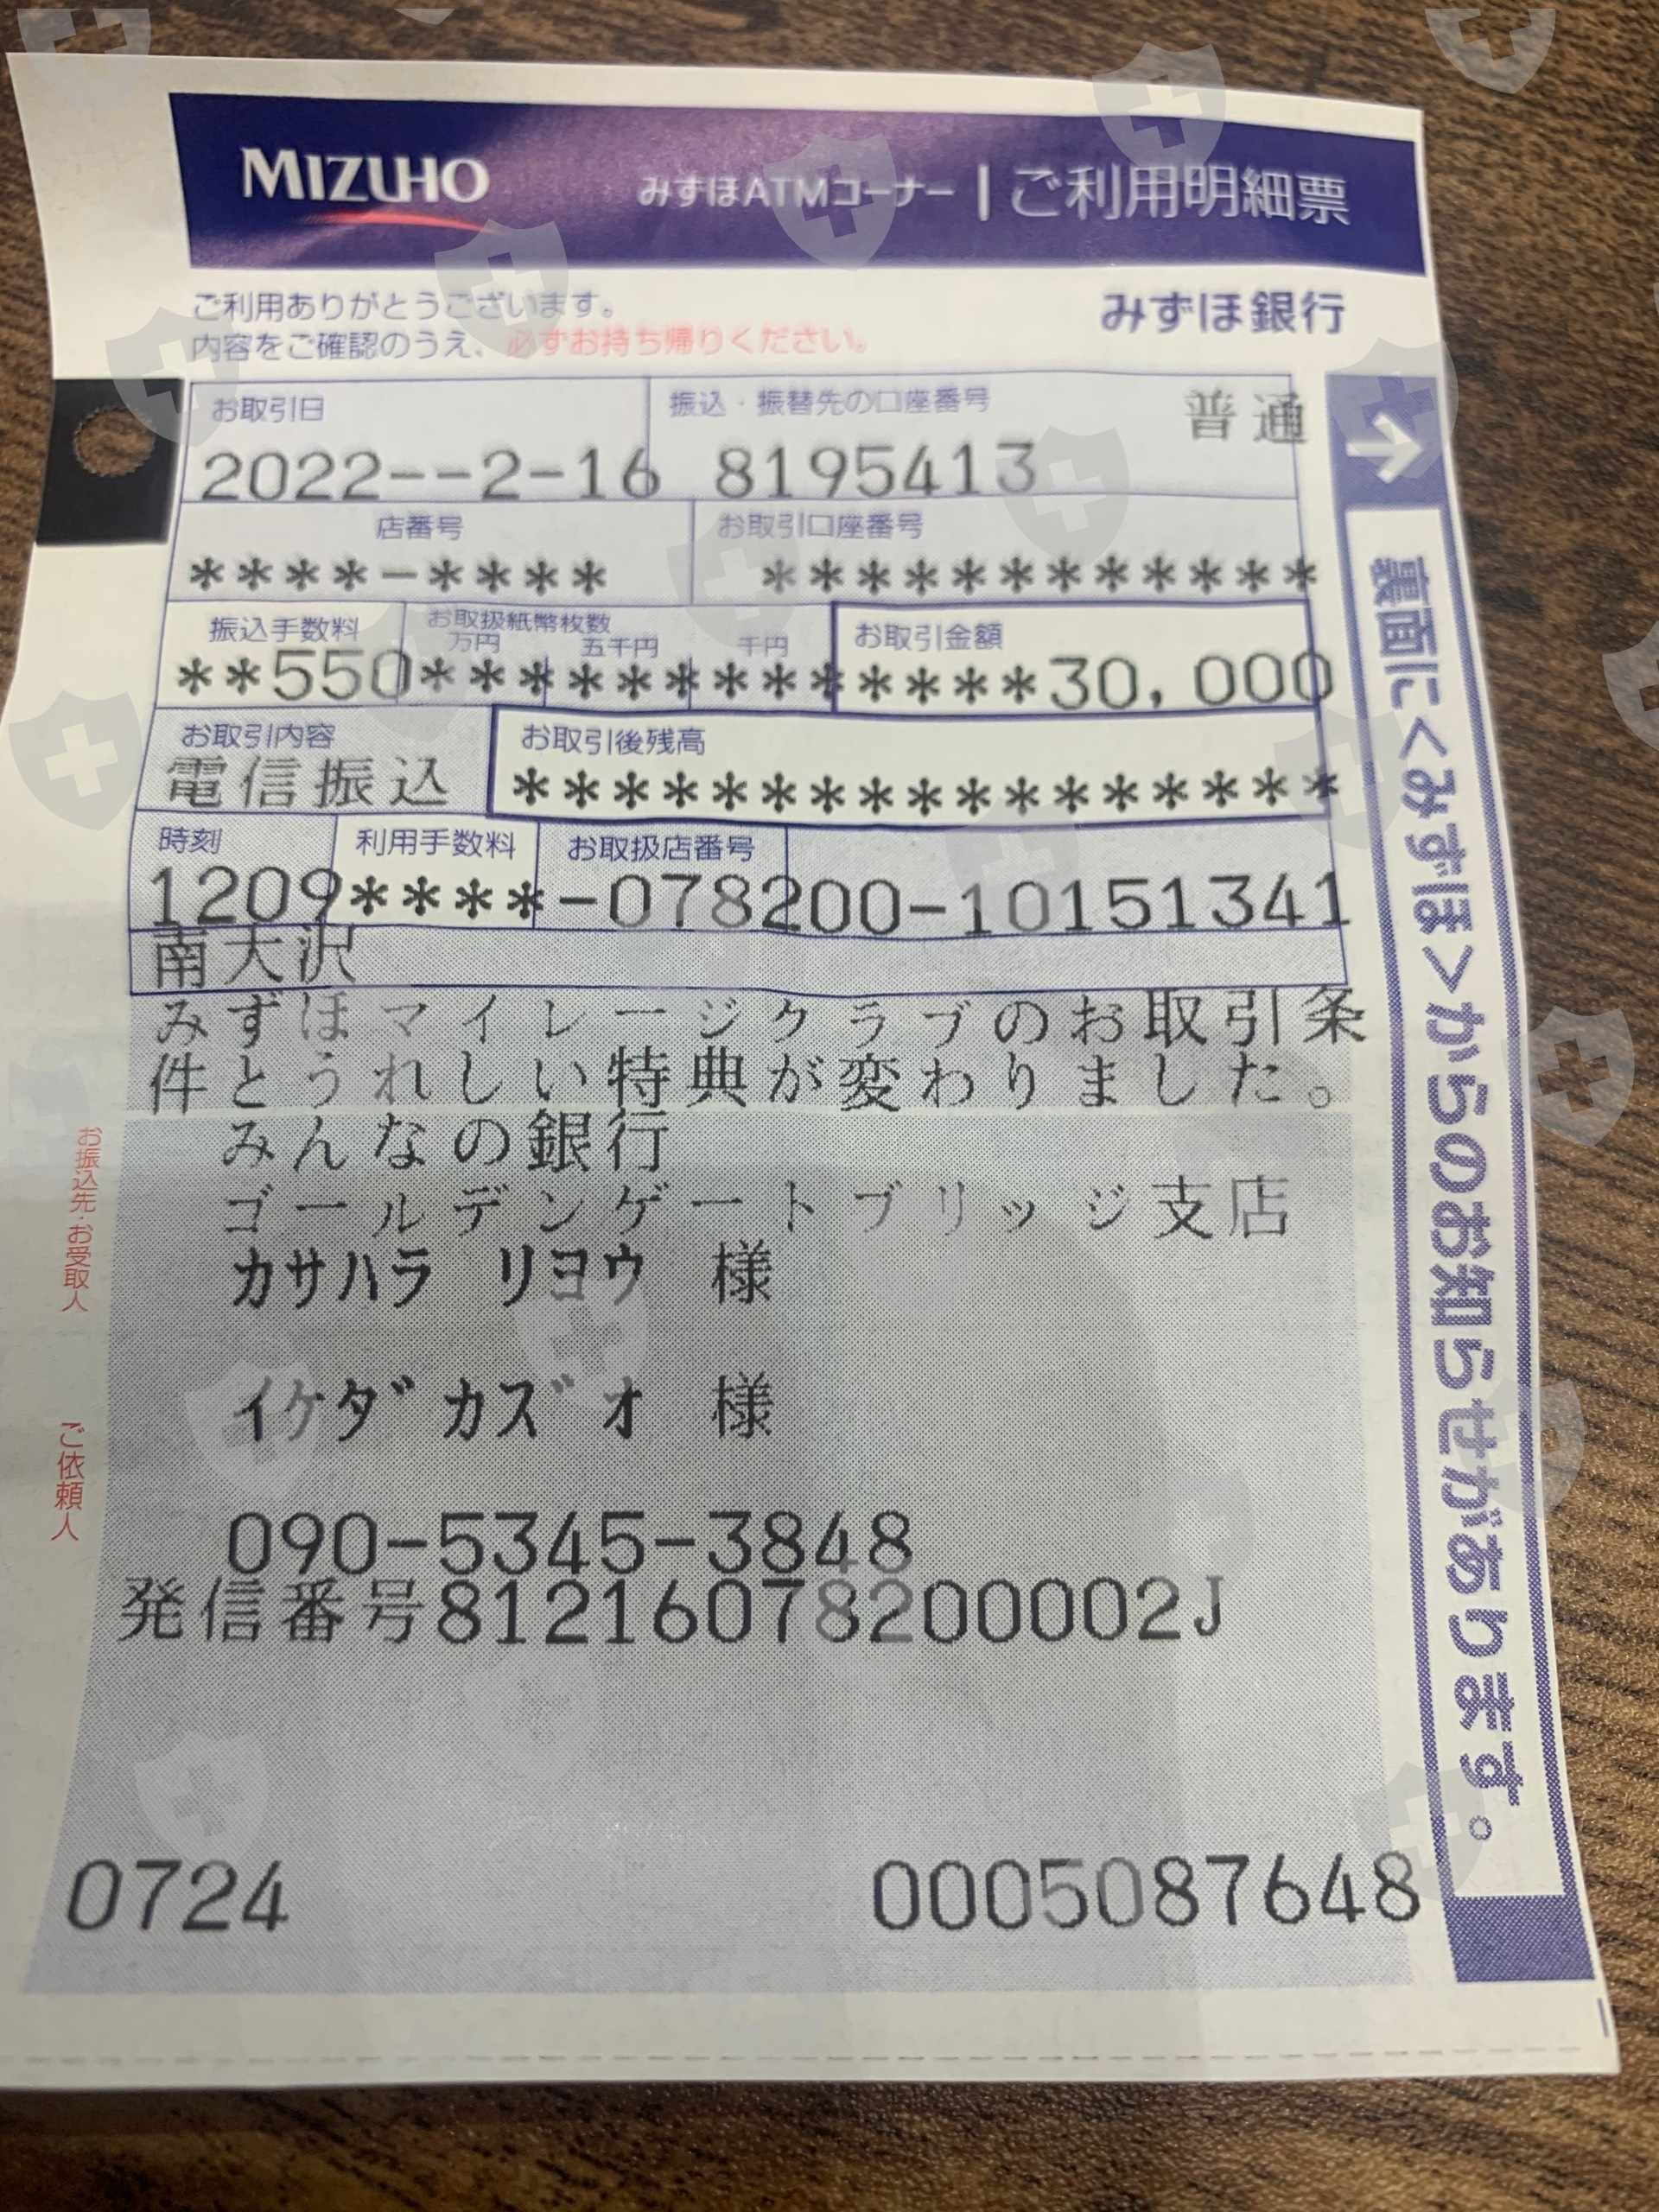 MIZUHO みずほATMコーナー | ご利用明細票
ご利用ありがとうございます。
内容をご確認のうえ、必ずお持ち帰りください。
みずほ銀行
お取引日 振込・振替先の口座番号 普通
2022--2-16 8195413
店番号 お取引口座番号
****-**** ************
振込手数料 お取扱紙幣枚数 万円 五千円 千円 お取引金額
**550*************30,000
お取引内容 お取引後残高
電信振込 *****************
時刻 利用手数料 お取扱店番号
1209****-078200-10151341
南大沢
みずほマイレージクラブのお取引条
件とうれしい特典が変わりました。
みんなの銀行
ゴールデンゲートブリッジ支店
カサハラ リヨウ 様
イケダ カズオ 様
090-5345-3848
発信番号81216078200002J
0724 0005087648
お振込先・お受取人
ご依頼人
裏面に<みずほ>からのお知らせがあります。